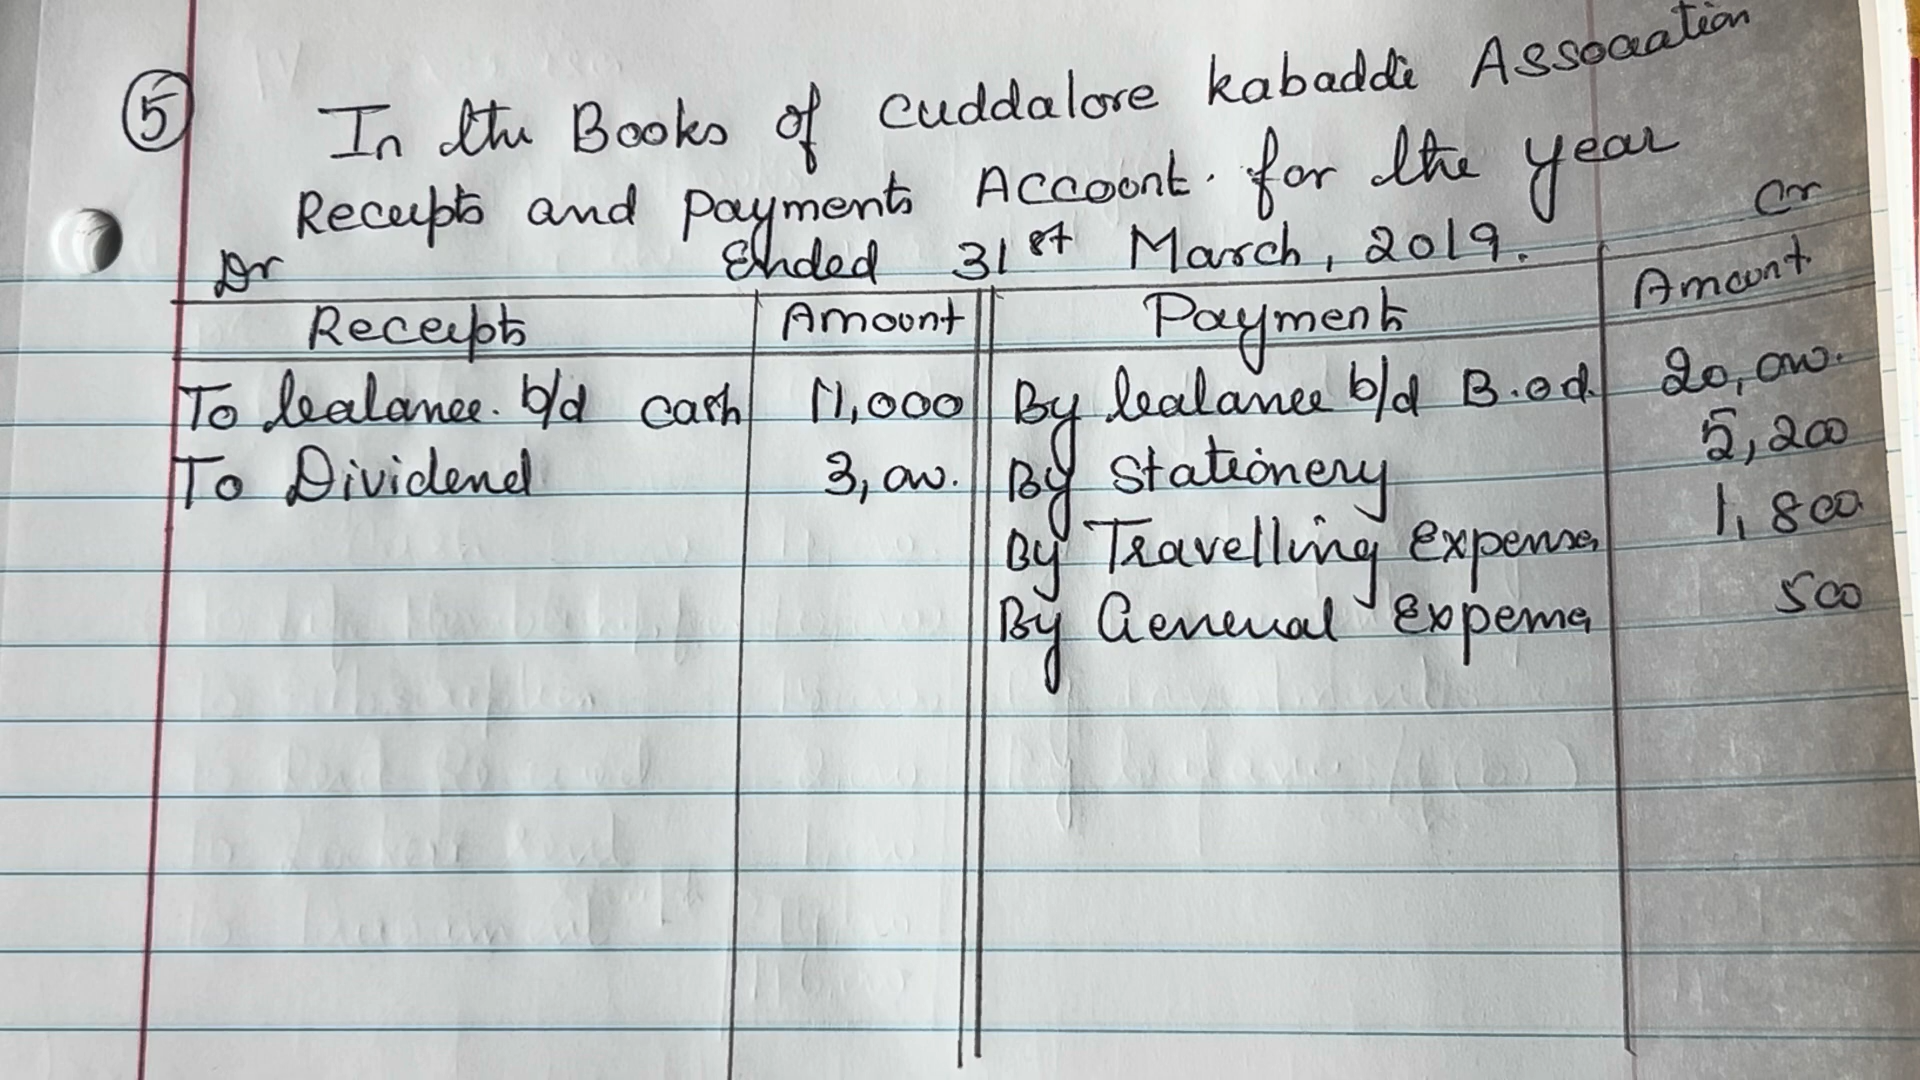 5 In the Books of Cuddalore kabaddi Association
Receipts and Payments Account. for the year
Ended 31st March, 2019.
Dr Cr
Receipts Amount Payments Amount
To balance. b/d cash 11,000 By balance b/d B.od. 20,000.
To Dividend 3,000. By Stationery 5,200
By Travelling expenses 1,800
By General Expenses 500